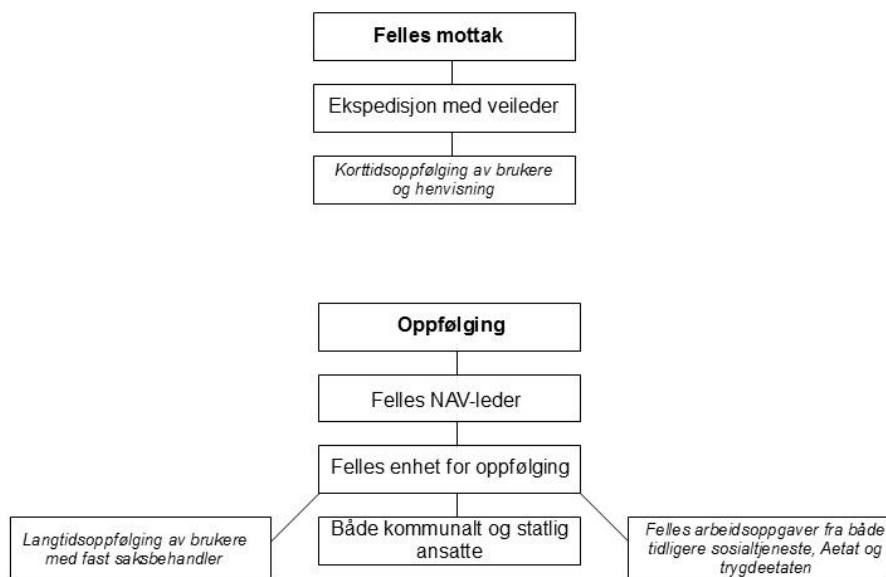 Felles mottak
Ekspedisjon med veileder
Korttidsoppfølging av brukere
og henvisning
Oppfølging
Felles NAV-leder
Felles enhet for oppfølging
Langtidsoppfølging av brukere
med fast saksbehandler
Både kommunalt og statlig
ansatte
Felles arbeidsoppgaver fra både
tidligere sosialtjeneste, Aetat og
trygdeetaten